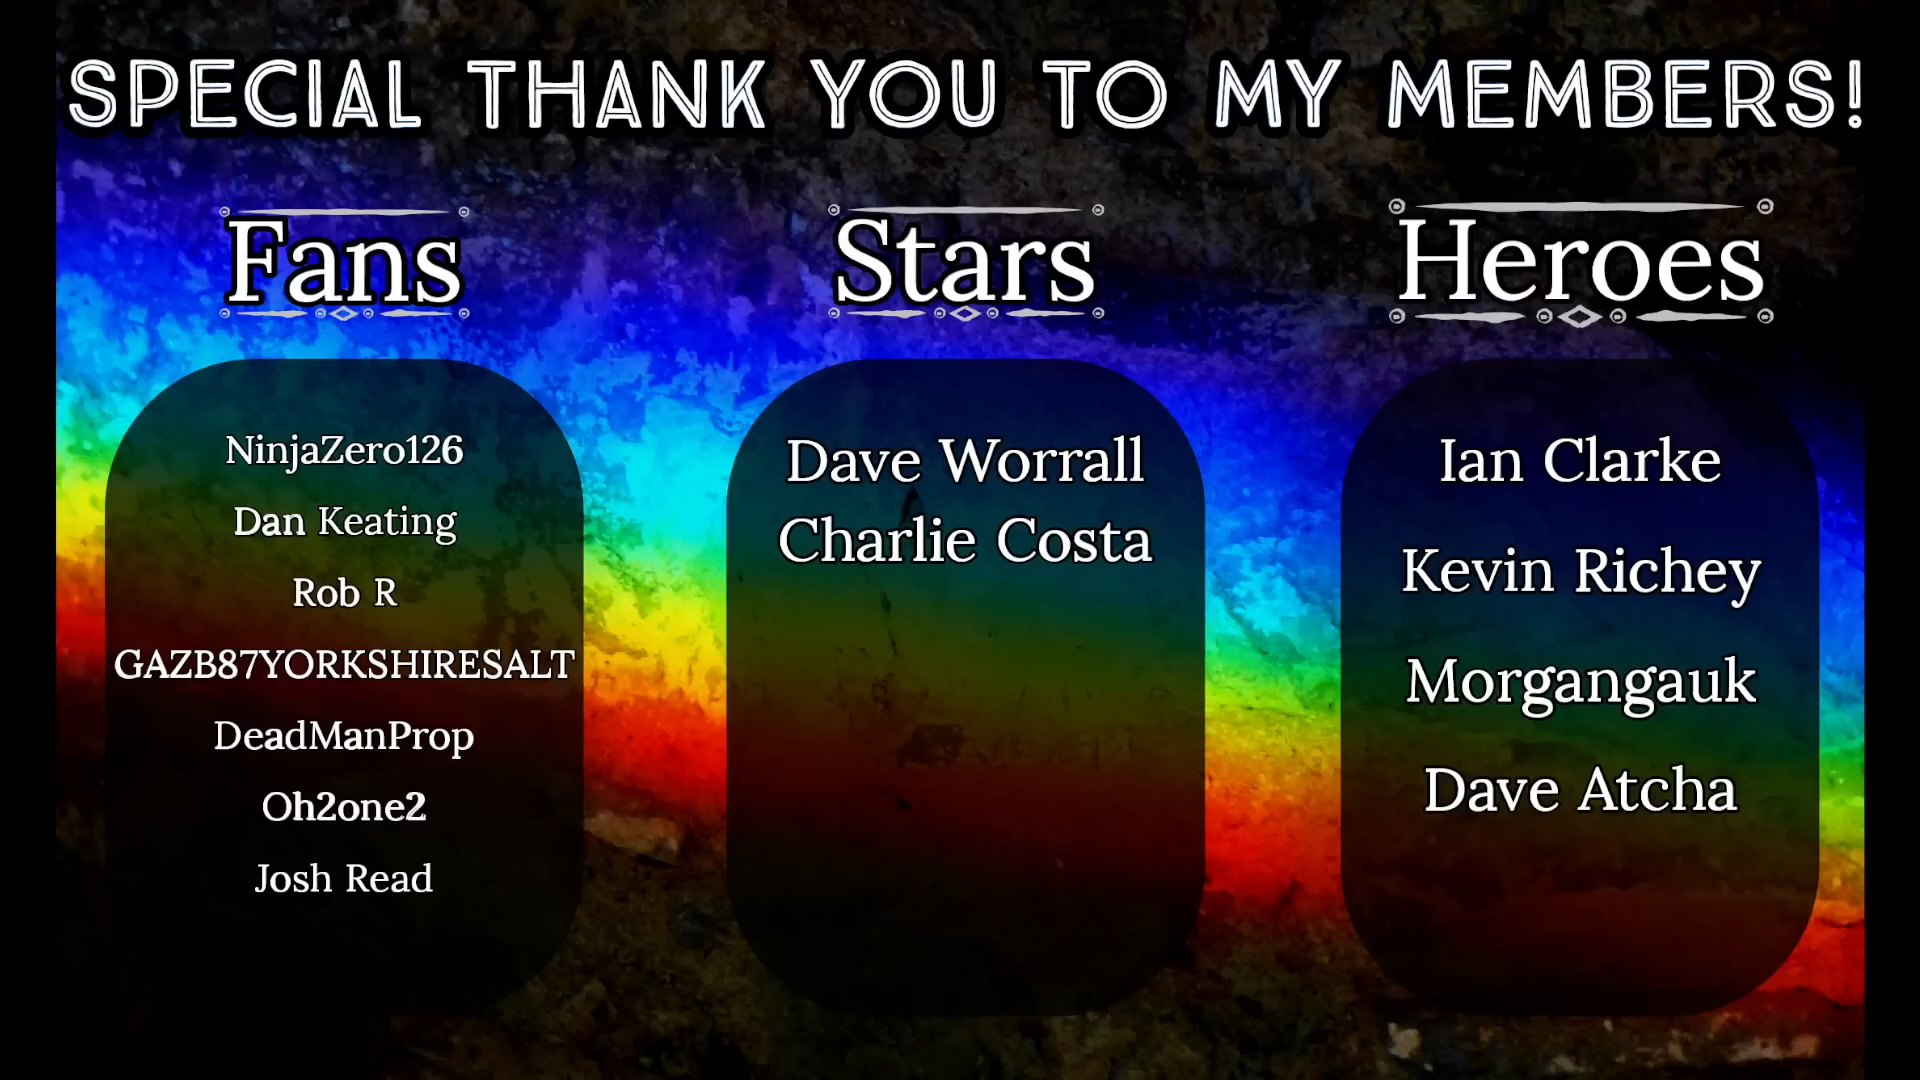 SPECIAL THANK YOU TO MY MEMBERS!
Fans
NinjaZero126
Dan Keating
Rob R
GAZB87YORKSHIRESALT
DeadManProp
Oh2one2
Josh Read
Stars
Dave Worrall
Charlie Costa
Heroes
Ian Clarke
Kevin Richey
Morgangauk
Dave Atcha